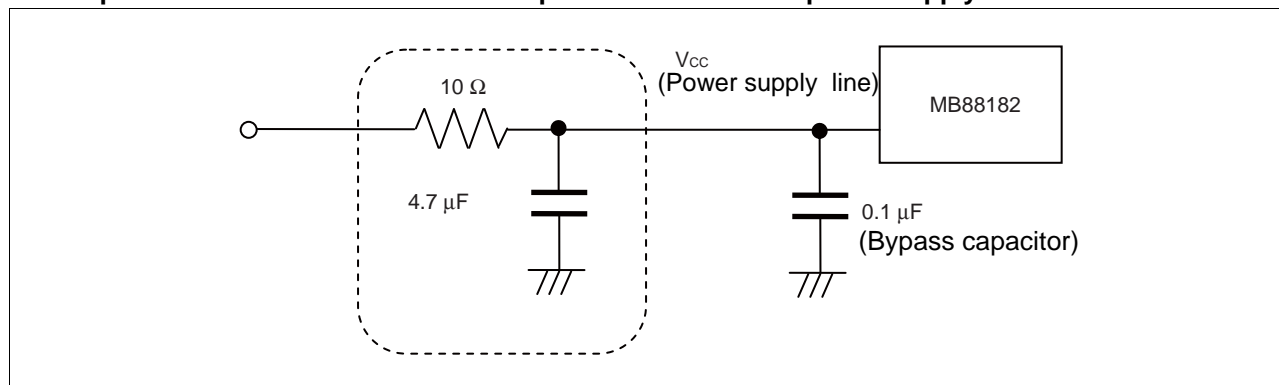 10 Ω
VCC
(Power supply line)
MB88182
4.7 μF
0.1 μF
(Bypass capacitor)